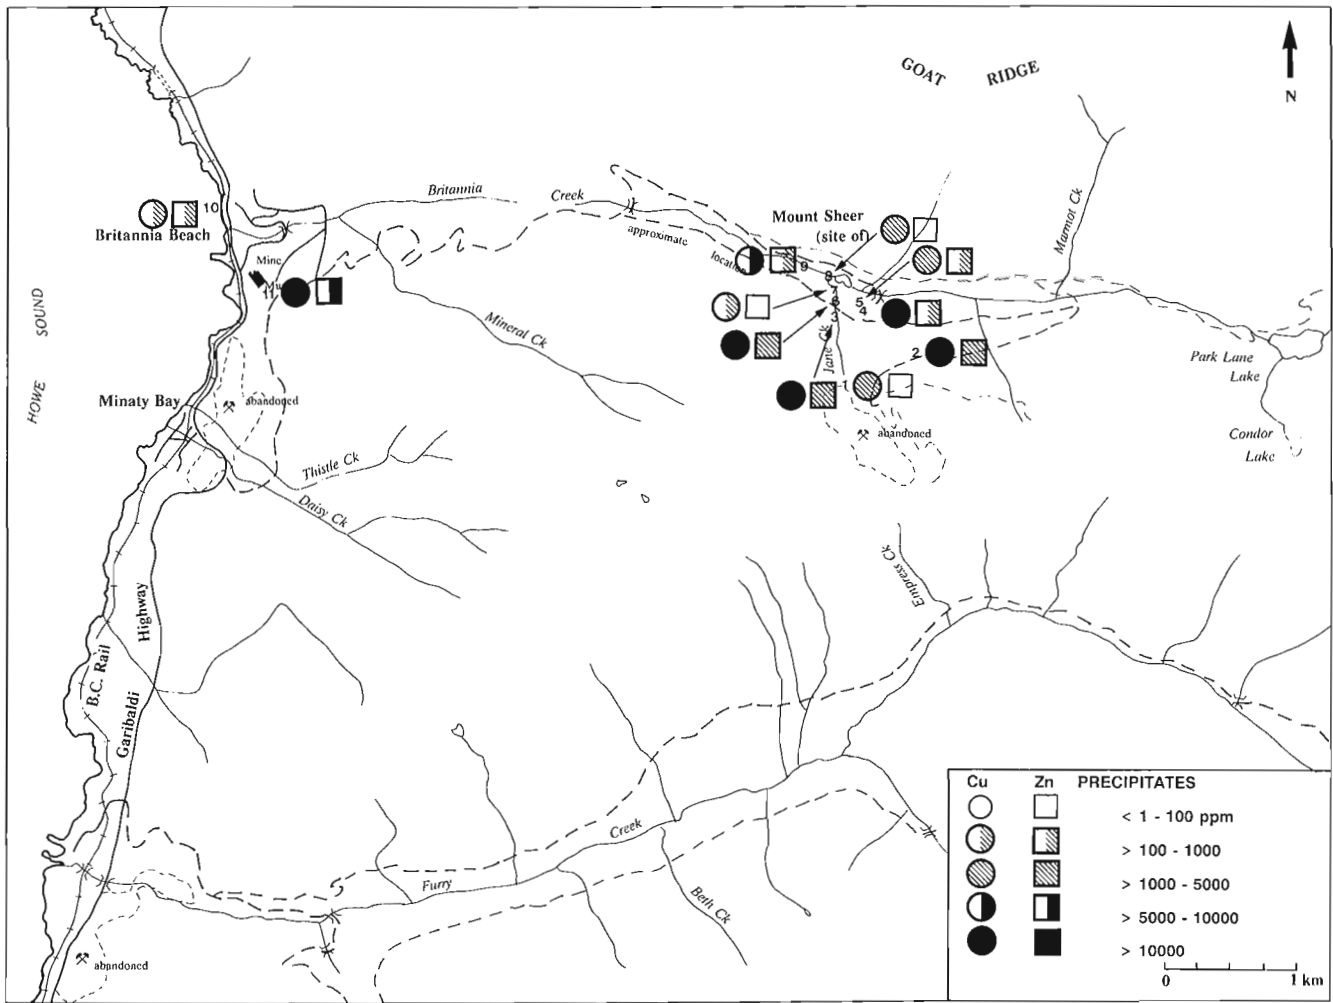 GOAT RIDGE
N
Britannia
Creek
Marmot Ck
Mount Sheer
(site of)
10
Britannia Beach
approximate
location
9
8
7
6
3
5
4
2
1
Mine
11
HOWE SOUND
Mineral Ck
Jane Ck
Park Lane
Lake
Minaty Bay
abandoned
abandoned
Condor
Lake
Thistle Ck
Daisy Ck
Empress Ck
Highway
B.C. Rail
Garibaldi
Creek
Furry
Beth Ck
abandoned
Cu Zn PRECIPITATES
< 1 - 100 ppm
> 100 - 1000
> 1000 - 5000
> 5000 - 10000
> 10000
0 1 km